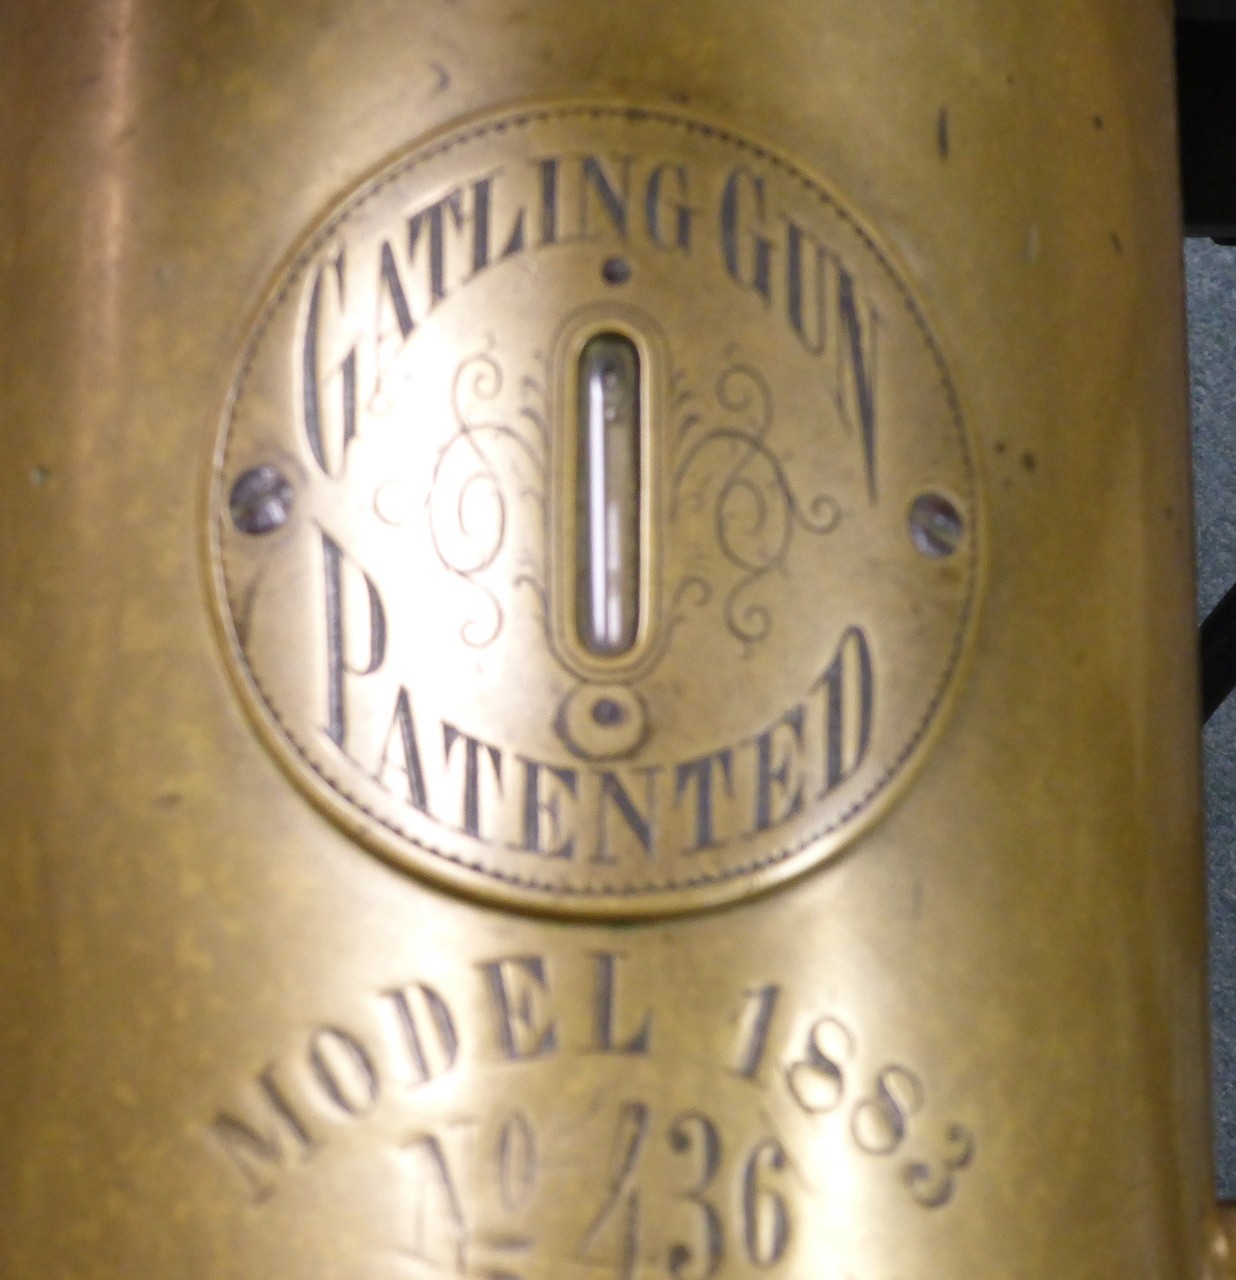 GATLING GUN
PATENTED
MODEL 1883
No 436